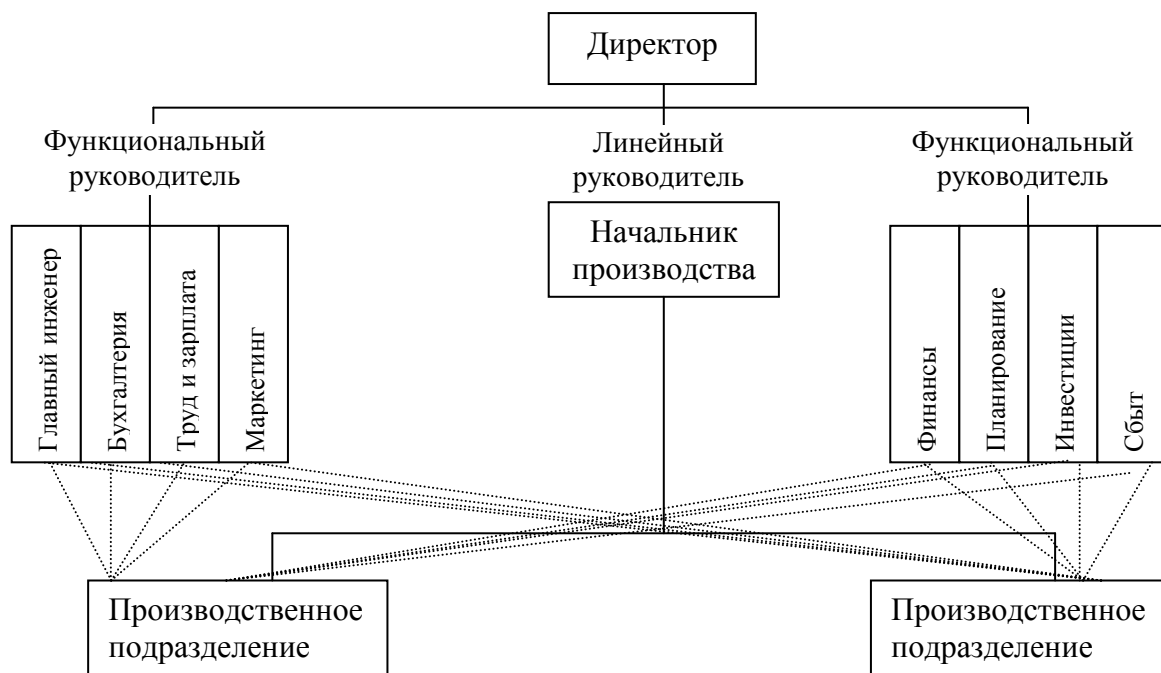 Директор
Функциональный
руководитель
Линейный
руководитель
Функциональный
руководитель
Начальник
производства
Главный инженер
Бухгалтерия
Труд и зарплата
Маркетинг
Финансы
Планирование
Инвестиции
Сбыт
Производственное
подразделение
Производственное
подразделение